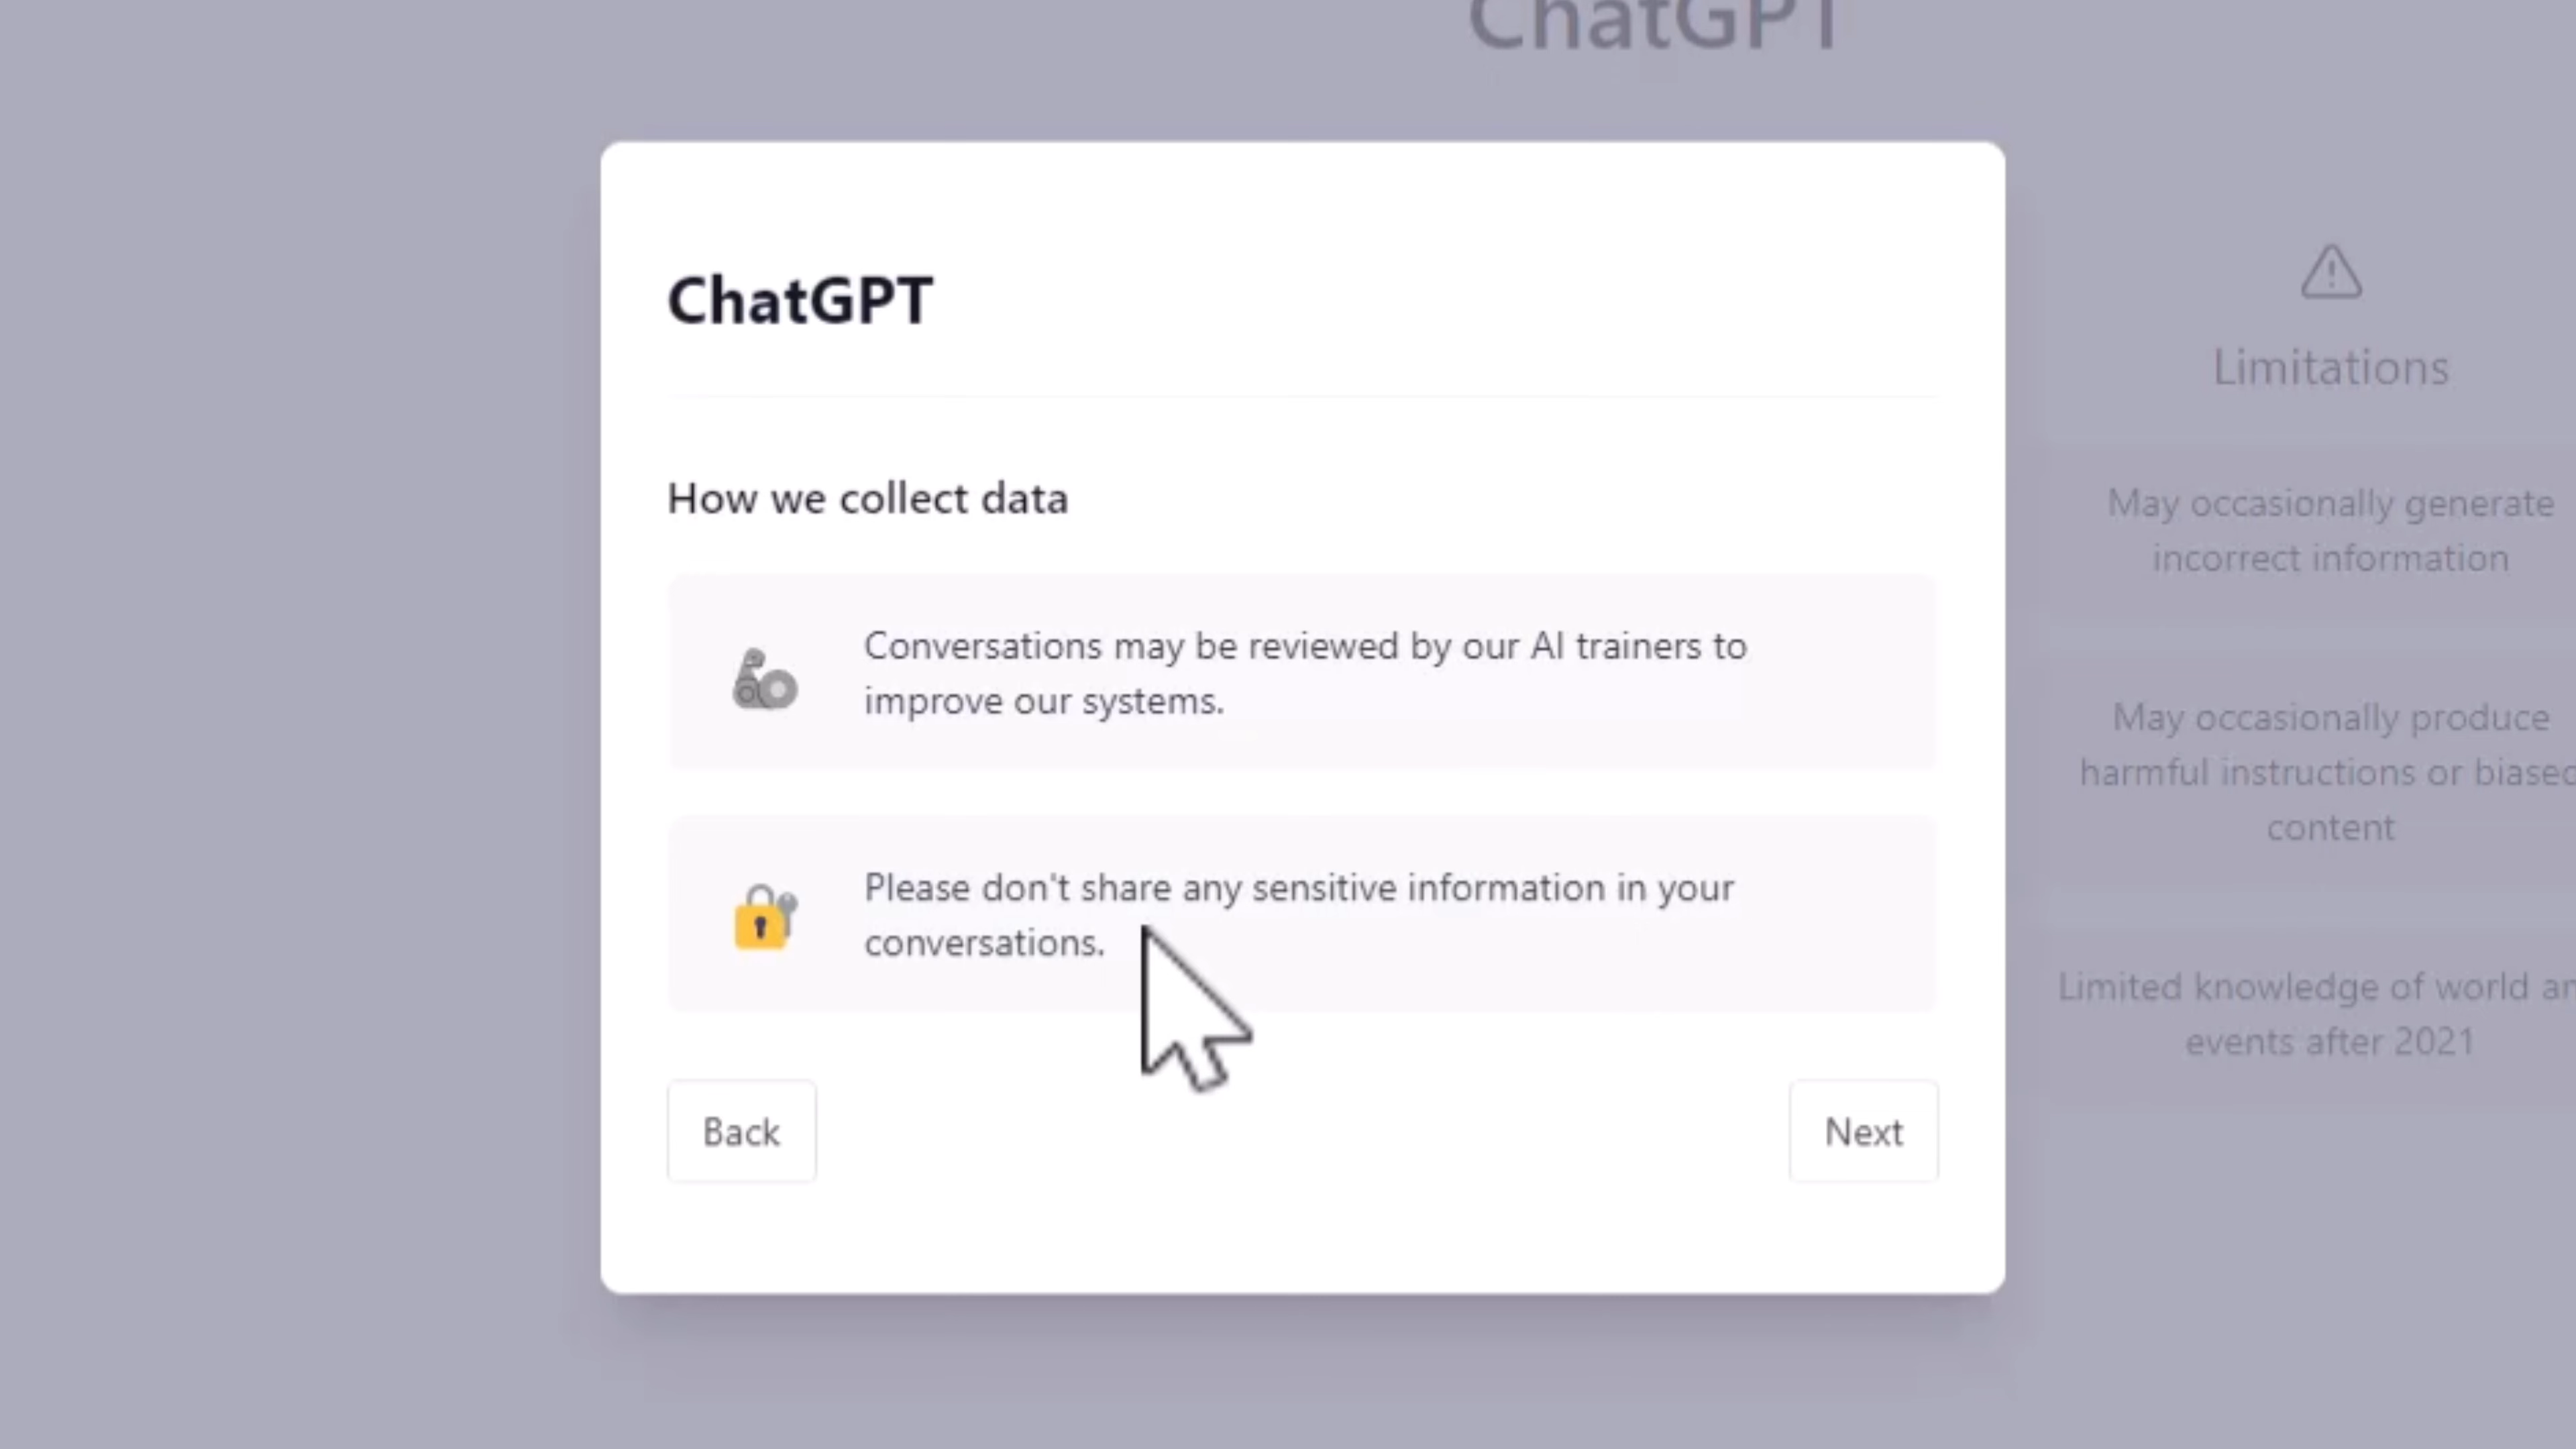 ChatGPT
ChatGPT
How we collect data
Conversations may be reviewed by our AI trainers to
improve our systems.
Please don't share any sensitive information in your
conversations.
Back
Next
Limitations
May occasionally generate
incorrect information
May occasionally produce
harmful instructions or biased
content
Limited knowledge of world
events after 2021